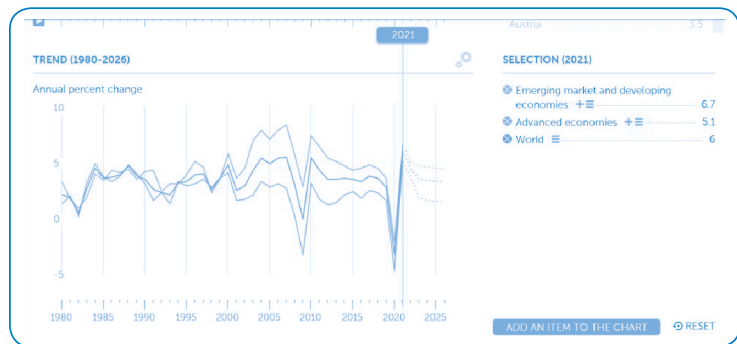 Austria 3.5
2021
TREND (1980-2026)
SELECTION (2021)
Annual percent change
Emerging market and developing
economies 6.7
Advanced economies 5.1
World 6
10
5
0
-5
1980 1985 1990 1995 2000 2005 2010 2015 2020 2025
ADD AN ITEM TO THE CHART
RESET